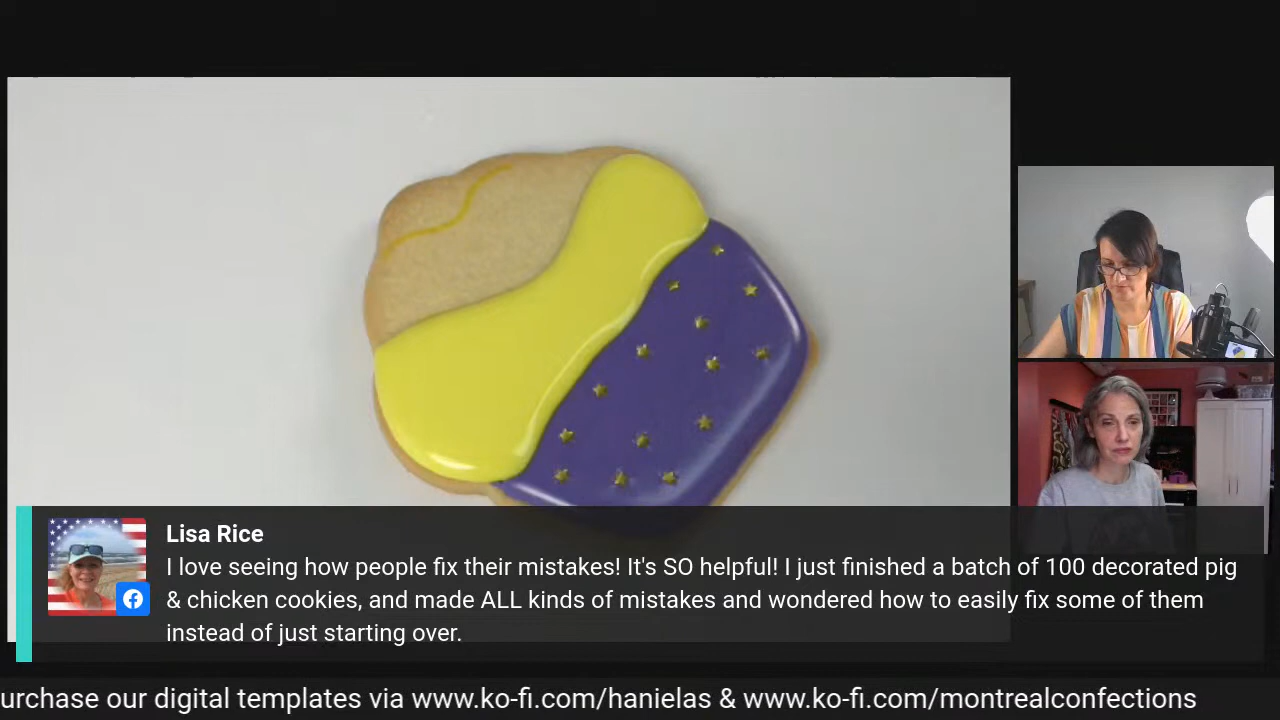 Lisa Rice
I love seeing how people fix their mistakes! It's SO helpful! I just finished a batch of 100 decorated pig
& chicken cookies, and made ALL kinds of mistakes and wondered how to easily fix some of them
instead of just starting over.
urchase our digital templates via www.ko-fi.com/hanielas & www.ko-fi.com/montrealconfections